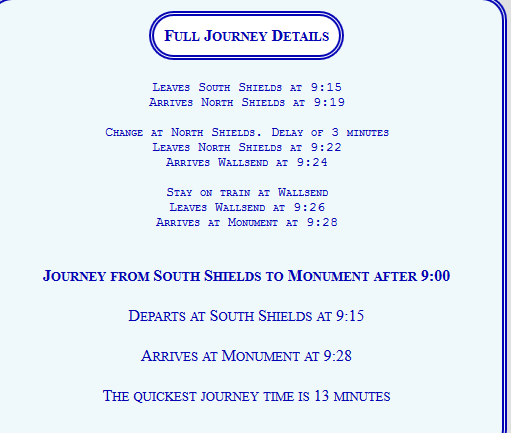 Full Journey Details
Leaves South Shields at 9:15
Arrives North Shields at 9:19
Change at North Shields. Delay of 3 minutes
Leaves North Shields at 9:22
Arrives Wallsend at 9:24
Stay on train at Wallsend
Leaves Wallsend at 9:26
Arrives at Monument at 9:28
Journey from South Shields to Monument after 9:00
Departs at South Shields at 9:15
Arrives at Monument at 9:28
The quickest journey time is 13 minutes